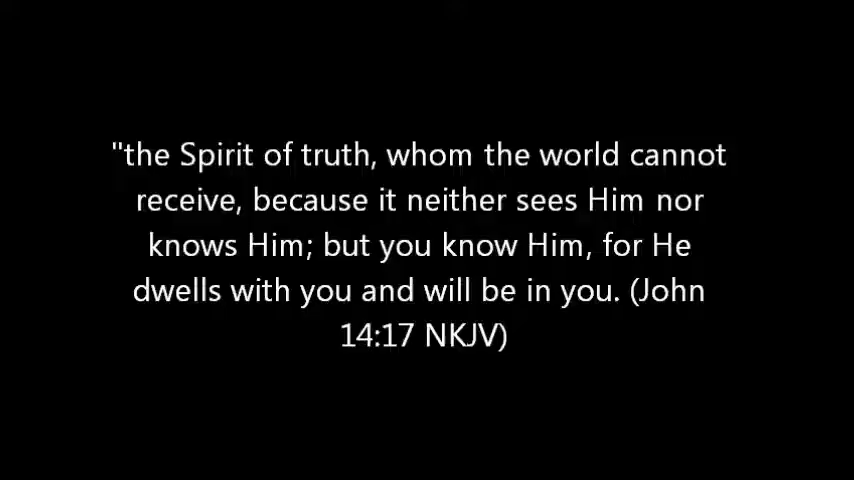 "the Spirit of truth, whom the world cannot
receive, because it neither sees Him nor
knows Him; but you know Him, for He
dwells with you and will be in you. (John
14:17 NKJV)